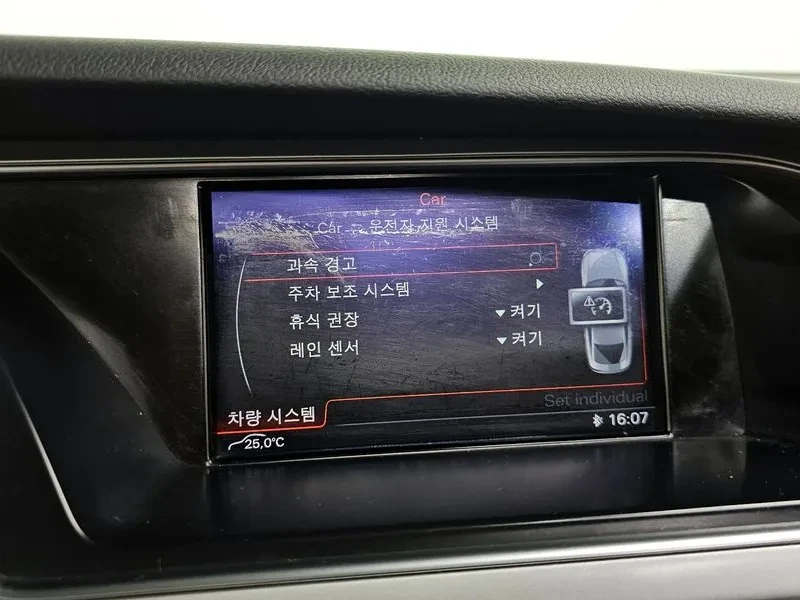 Car
Car 운전자 지원 시스템
과속 경고
주차 보조 시스템
휴식 권장 ▼켜기
레인 센서 ▼켜기
Set individual
차량 시스템
16:07
25,0°C